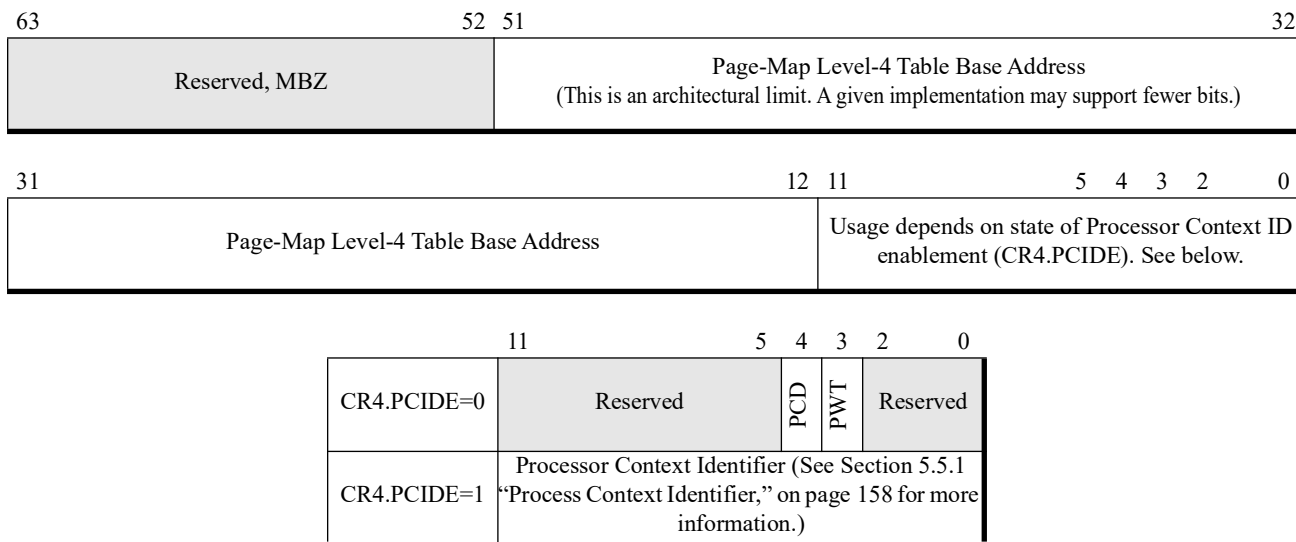 63 52 51 32
Reserved, MBZ
Page-Map Level-4 Table Base Address
(This is an architectural limit. A given implementation may support fewer bits.)
31 12 11 5 4 3 2 0
Page-Map Level-4 Table Base Address
Usage depends on state of Processor Context ID
enablement (CR4.PCIDE). See below.
11 5 4 3 2 0
CR4.PCIDE=0 Reserved PCD PWT Reserved
CR4.PCIDE=1
Processor Context Identifier (See Section 5.5.1
“Process Context Identifier,” on page 158 for more
information.)